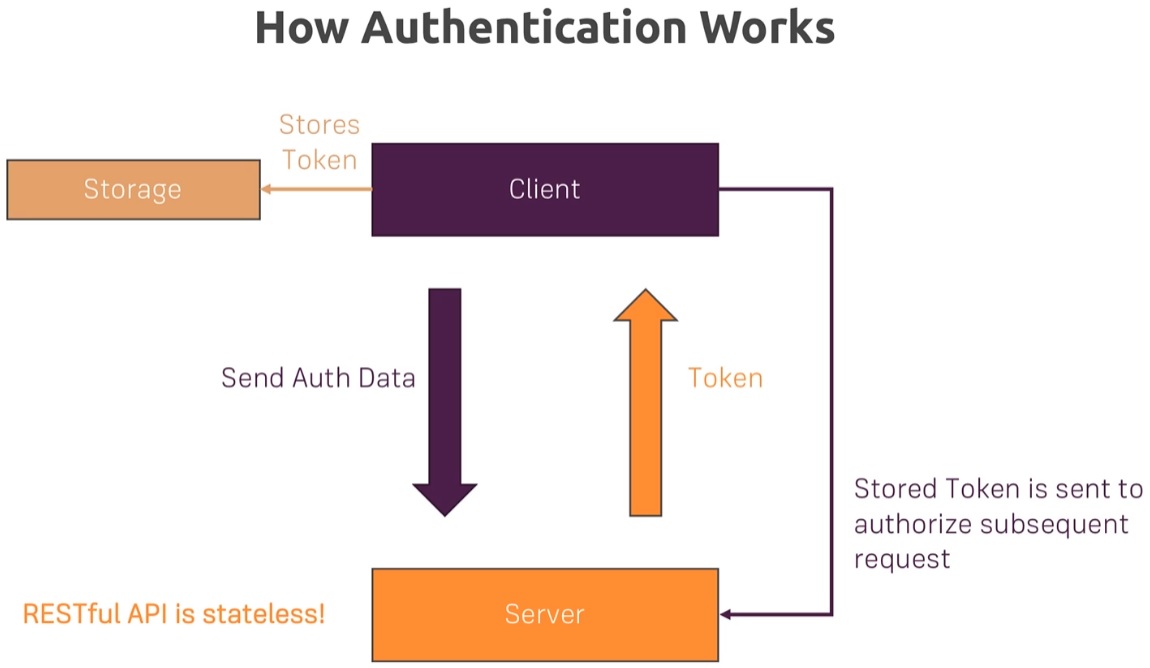 How Authentication Works
Stores
Token
Storage
Client
Send Auth Data
Token
Stored Token is sent to
authorize subsequent
request
RESTful API is stateless!
Server